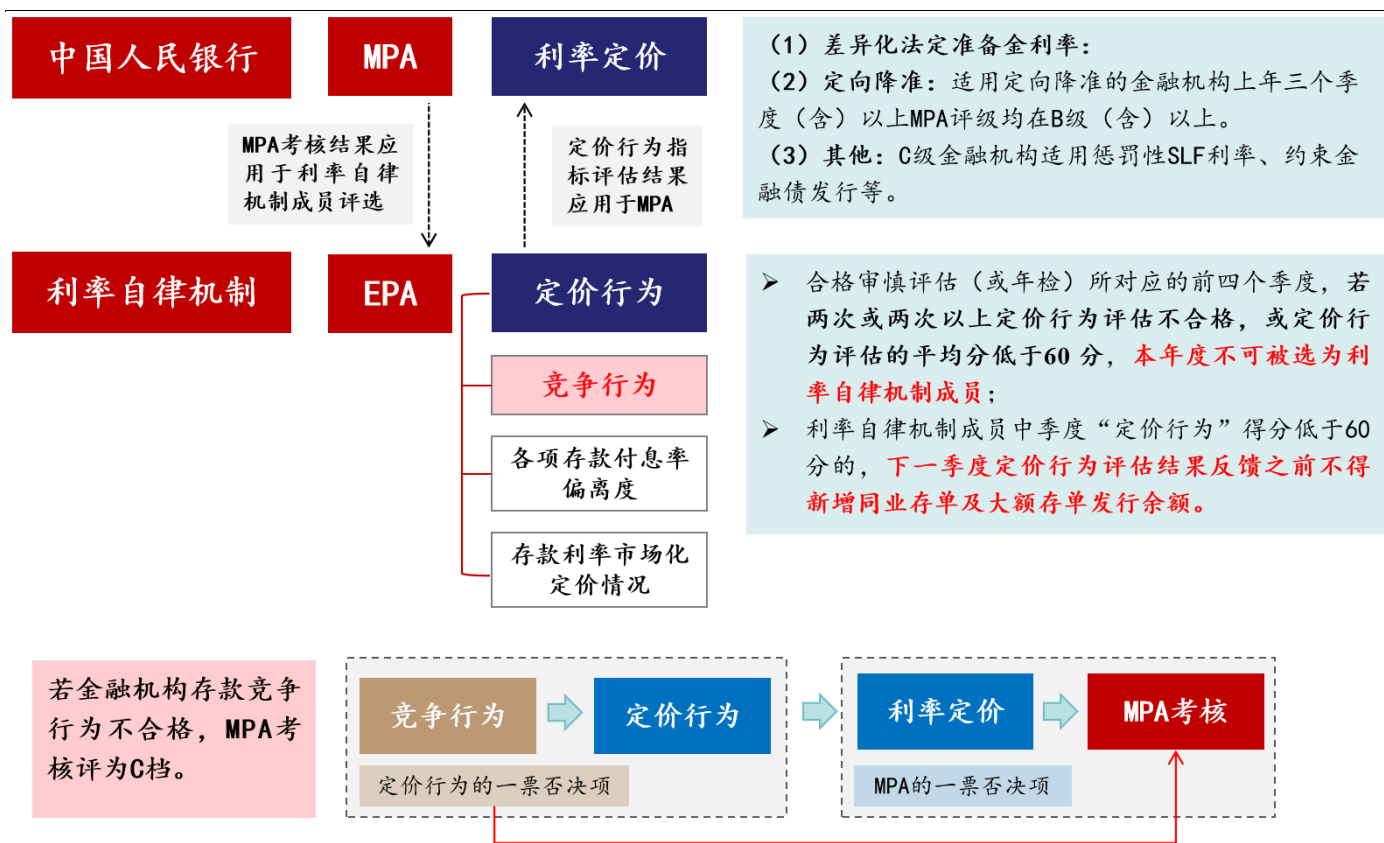 中国人民银行
MPA
利率定价
MPA考核结果应
用于利率自律
机制成员评选
定价行为指
标评估结果
应用于MPA
（1）差异化法定准备金利率：
（2）定向降准：适用定向降准的金融机构上年三个季
度（含）以上MPA评级均在B级（含）以上。
（3）其他：C级金融机构适用惩罚性SLF利率、约束金
融债发行等。
利率自律机制
EPA
定价行为
竞争行为
各项存款付息率
偏离度
存款利率市场化
定价情况
➢ 合格审慎评估（或年检）所对应的前四个季度，若
两次或两次以上定价行为评估不合格，或定价行
为评估的平均分低于60 分，本年度不可被选为利
率自律机制成员；
➢ 利率自律机制成员中季度“定价行为”得分低于60
分的，下一季度定价行为评估结果反馈之前不得
新增同业存单及大额存单发行余额。
若金融机构存款竞争
行为不合格，MPA考
核评为C档。
竞争行为
定价行为
定价行为的一票否决项
利率定价
MPA考核
MPA的一票否决项